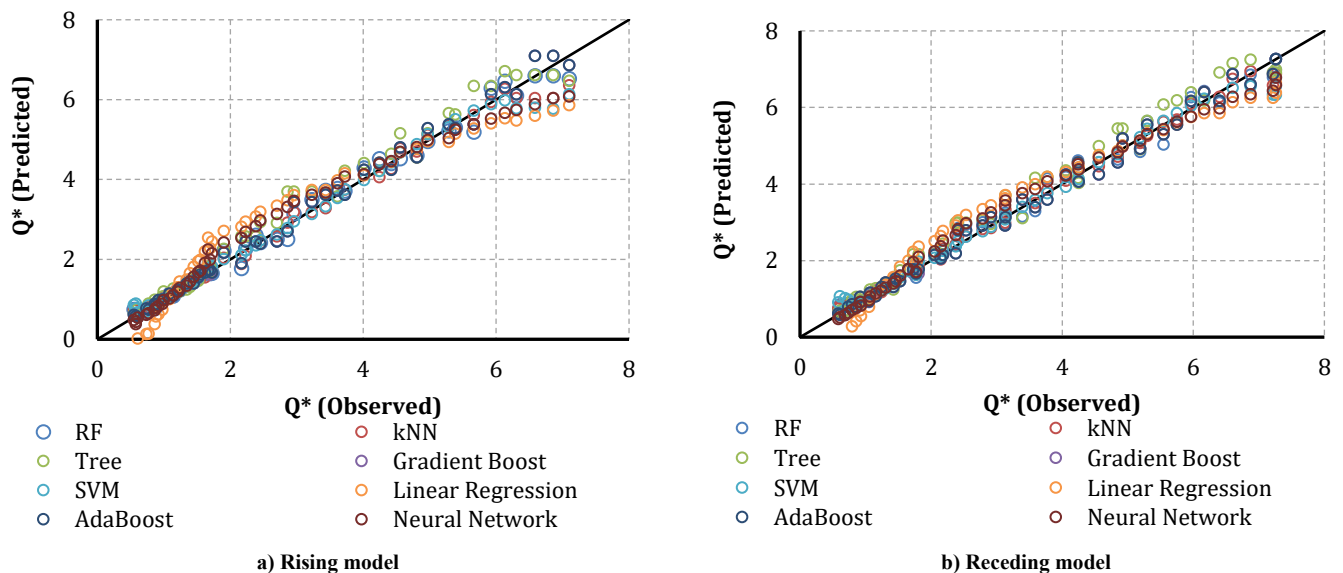 8
6
4
2
0
Q* (Predicted)
0 2 4 6 8
Q* (Observed)
RF kNN
Tree Gradient Boost
SVM Linear Regression
AdaBoost Neural Network
a) Rising model
8
6
4
2
0
Q* (Predicted)
0 2 4 6 8
Q* (Observed)
RF kNN
Tree Gradient Boost
SVM Linear Regression
AdaBoost Neural Network
b) Receding model